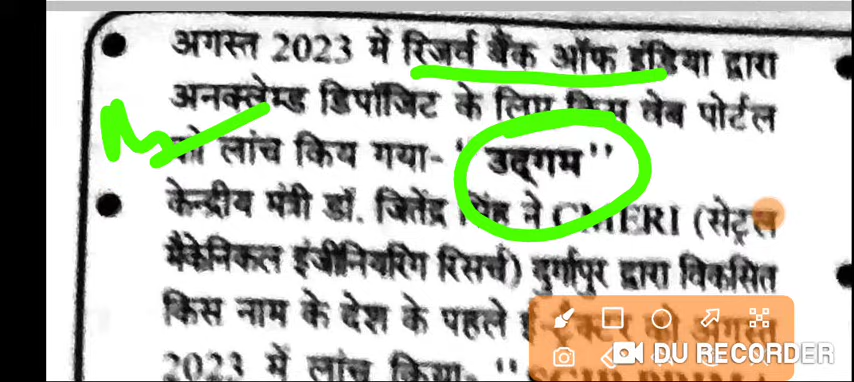 अगस्त 2023 में रिजर्व बैंक ऑफ इंडिया द्वारा
अनक्लेम्ड डिपॉजिट के लिए किस वेब पोर्टल
को लांच किय गया- "उद्गम"
केन्द्रीय मंत्री डॉ. जितेंद्र सिंह ने CMERI (सेंट्रल
मैकेनिकल इंजीनियरिंग रिसर्च) दुर्गापुर द्वारा विकसित
किस नाम के देश के पहले
2023 में लांच किया-
DU RECORDER